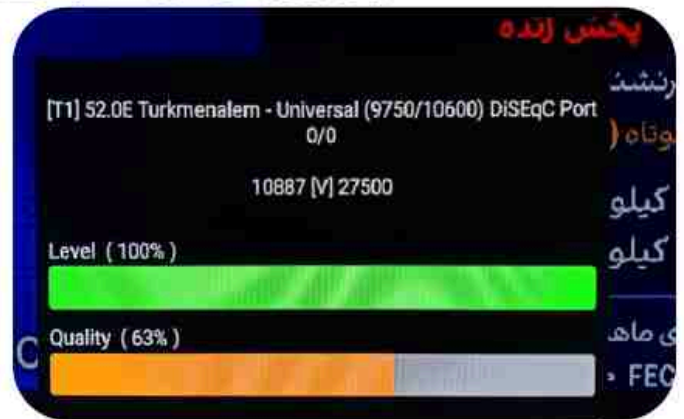 پخش زنده
[T1] 52.0E Turkmenalem - Universal (9750/10600) DiSEqC Port
0/0
10887 [V] 27500
کیلو
کیلو
Level ( 100% )
Quality ( 63% )
FEC